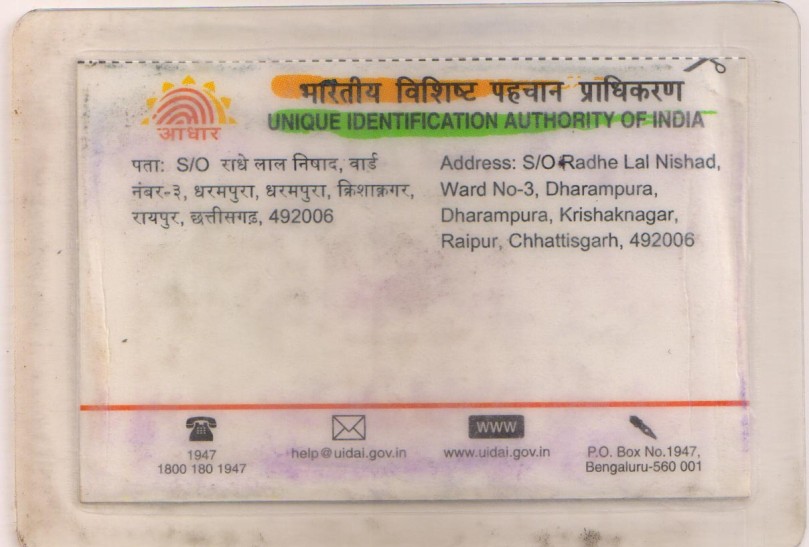 भारतीय विशिष्ट पहचान प्राधिकरण
UNIQUE IDENTIFICATION AUTHORITY OF INDIA
आधार
पता: S/O राधे लाल निषाद, वार्ड
नंबर-३, धरमपुरा, धरमपुरा, क्रिशाक्नगर,
रायपुर, छत्तीसगढ़, 492006
Address: S/O Radhe Lal Nishad,
Ward No-3, Dharampura,
Dharampura, Krishaknagar,
Raipur, Chhattisgarh, 492006
1947
1800 180 1947
help@uidai.gov.in
www
www.uidai.gov.in
P.O. Box No.1947,
Bengaluru-560 001